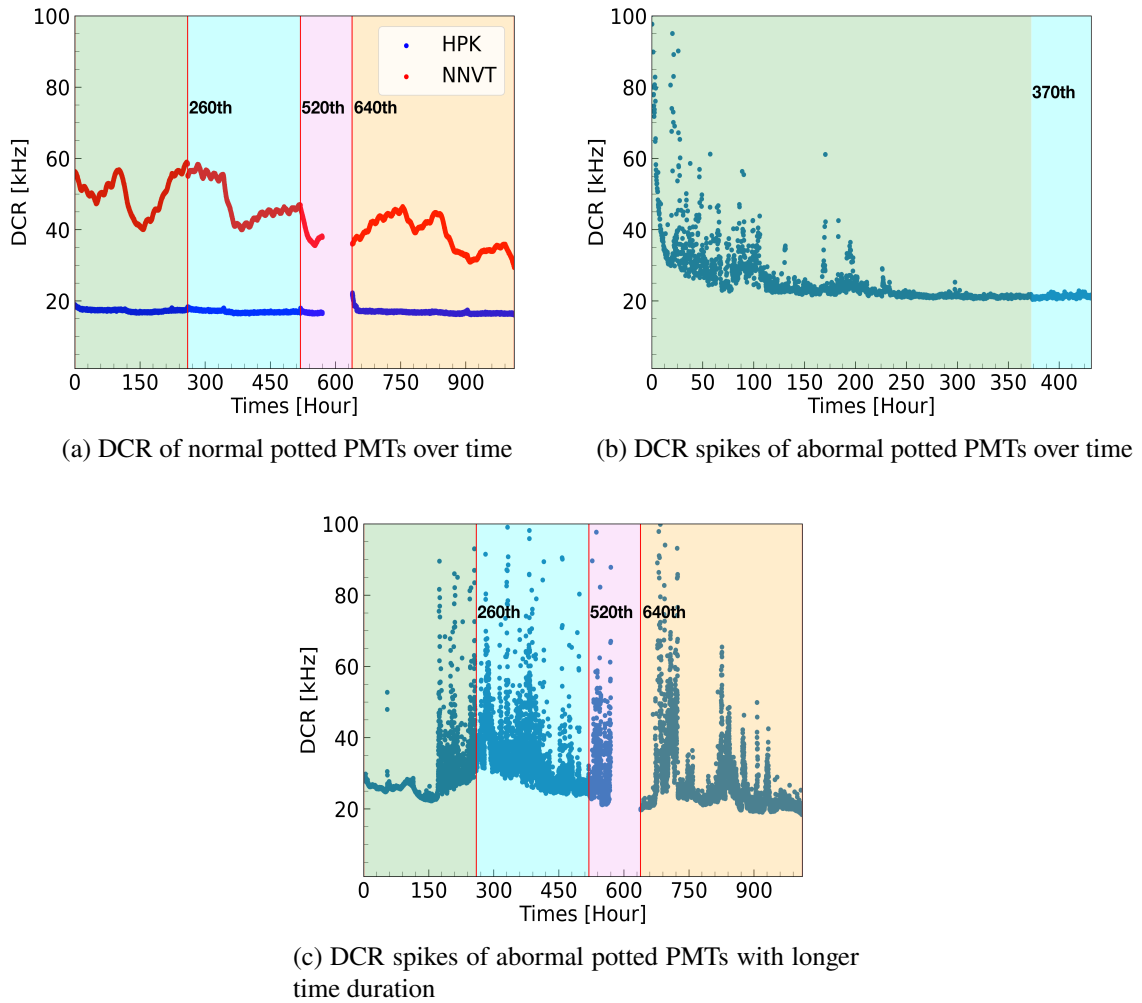 100
80
60
40
20
DCR [kHz]
HPK
NNVT
260th
520th
640th
0
150
300
450
600
750
900
Times [Hour]
(a) DCR of normal potted PMTs over time
100
80
60
40
20
DCR [kHz]
370th
0
50
100
150
200
250
300
350
400
Times [Hour]
(b) DCR spikes of abormal potted PMTs over time
100
80
60
40
20
DCR [kHz]
260th
520th
640th
0
150
300
450
600
750
900
Times [Hour]
(c) DCR spikes of abormal potted PMTs with longer
time duration